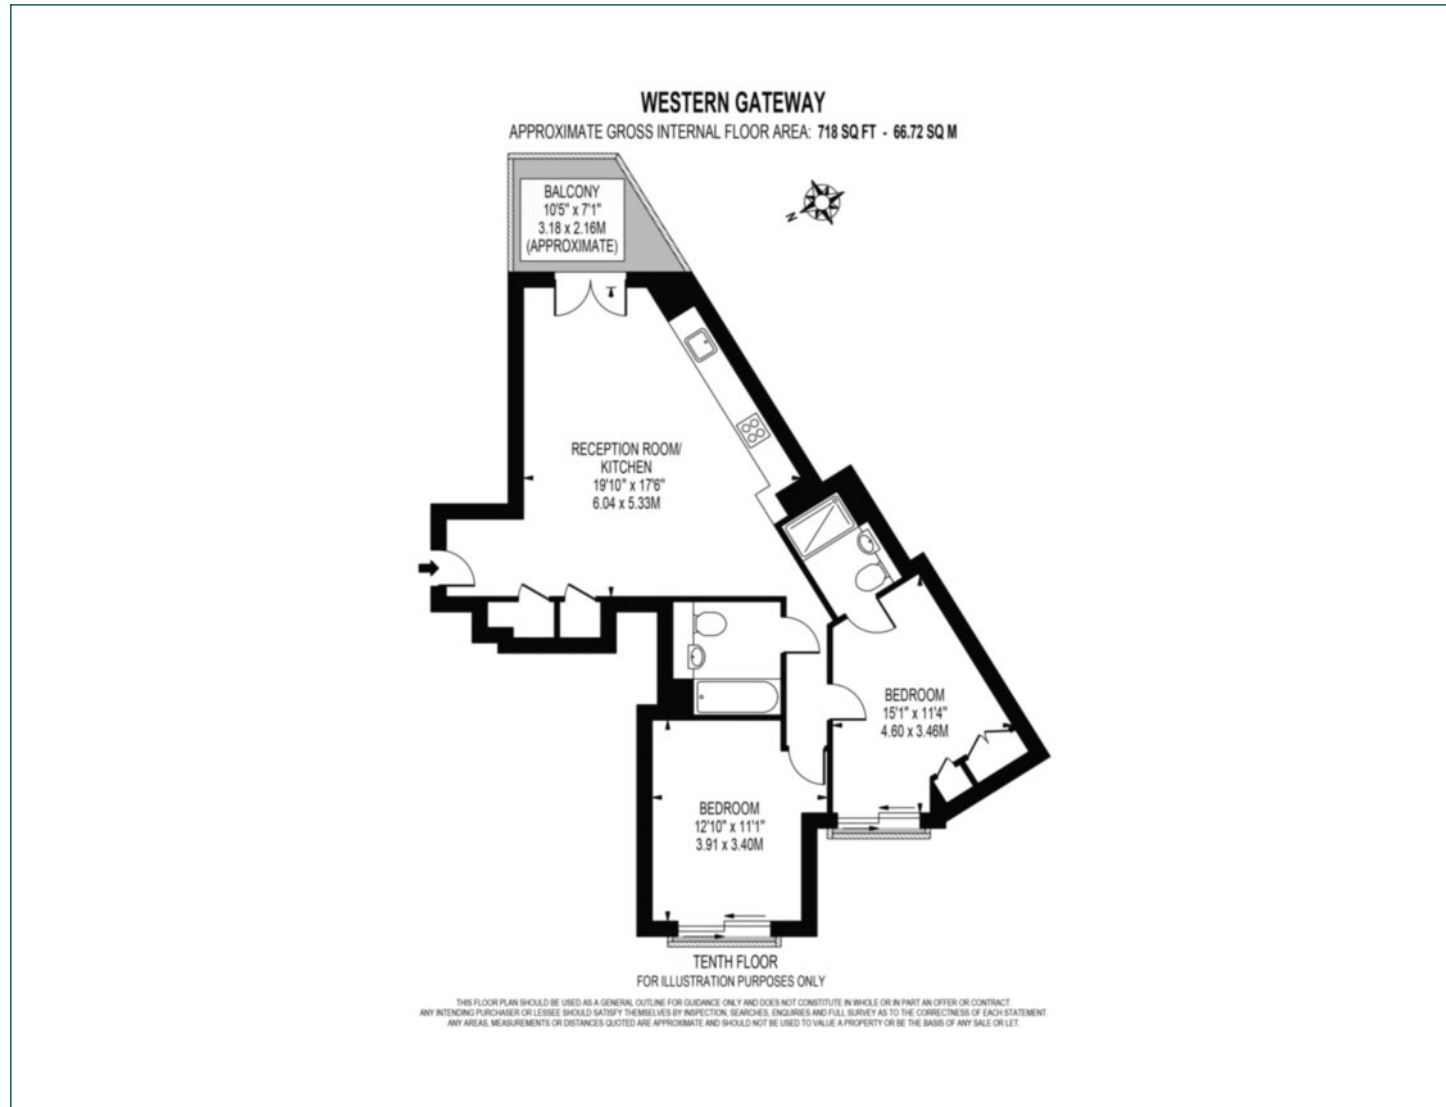 WESTERN GATEWAY
APPROXIMATE GROSS INTERNAL FLOOR AREA: 718 SQ FT - 66.72 SQ M
BALCONY
10'5" x 7'1"
3.18 x 2.16M
(APPROXIMATE)
N
RECEPTION ROOM/
KITCHEN
19'10" x 17'6"
6.04 x 5.33M
BEDROOM
15'1" x 11'4"
4.60 x 3.46M
BEDROOM
12'10" x 11'1"
3.91 x 3.40M
TENTH FLOOR
FOR ILLUSTRATION PURPOSES ONLY
THIS FLOOR PLAN SHOULD BE USED AS A GENERAL OUTLINE FOR GUIDANCE ONLY AND DOES NOT CONSTITUTE IN WHOLE OR IN PART AN OFFER OR CONTRACT.
ANY INTENDING PURCHASER OR LESSEE SHOULD SATISFY THEMSELVES BY INSPECTION, SEARCHES, ENQUIRIES AND FULL SURVEY AS TO THE CORRECTNESS OF EACH STATEMENT.
ANY AREAS, MEASUREMENTS OR DISTANCES QUOTED ARE APPROXIMATE AND SHOULD NOT BE USED TO VALUE A PROPERTY OR BE THE BASIS OF ANY SALE OR LET.